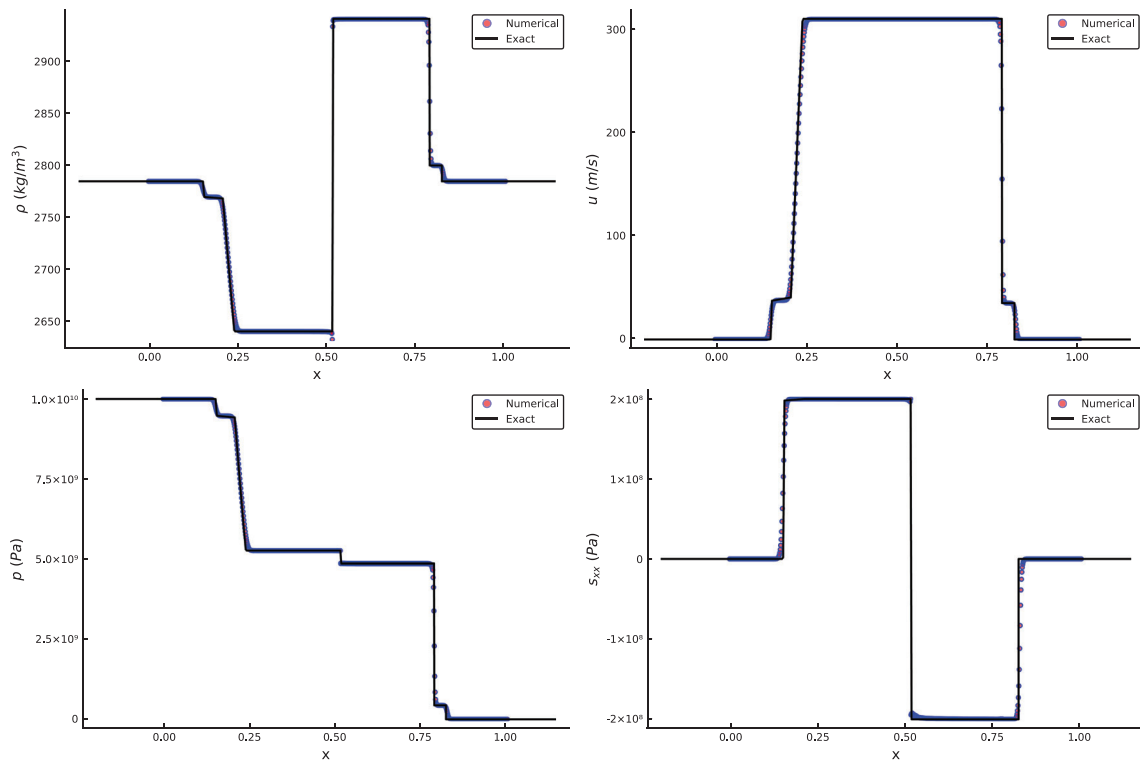 2900
2850
2800
2750
2700
2650
ρ (kg/m³)
0.00 0.25 0.50 0.75 1.00
x
Numerical
Exact
300
200
100
0
u (m/s)
0.00 0.25 0.50 0.75 1.00
x
Numerical
Exact
1.0×10¹⁰
7.5×10⁹
5.0×10⁹
2.5×10⁹
0
p (Pa)
0.00 0.25 0.50 0.75 1.00
x
Numerical
Exact
2×10⁸
1×10⁸
0
-1×10⁸
-2×10⁸
sₓₓ (Pa)
0.00 0.25 0.50 0.75 1.00
x
Numerical
Exact